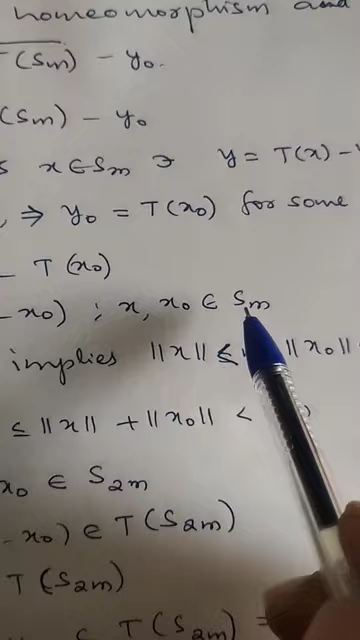 homeomorphism and
T(Sm) - y₀.
(Sm) - y₀
x ∈ Sm ∋ y = T(x) -
, ⇒ y₀ = T(x₀) for some
T(x₀)
- x₀) ; x, x₀ ∈ Sm
implies ||x|| ≤ ||x₀||
≤ ||x|| + ||x₀|| <
x₀ ∈ S₂m
- x₀) ∈ T(S₂m)
T(S₂m)
⊂ T(S₂m) =